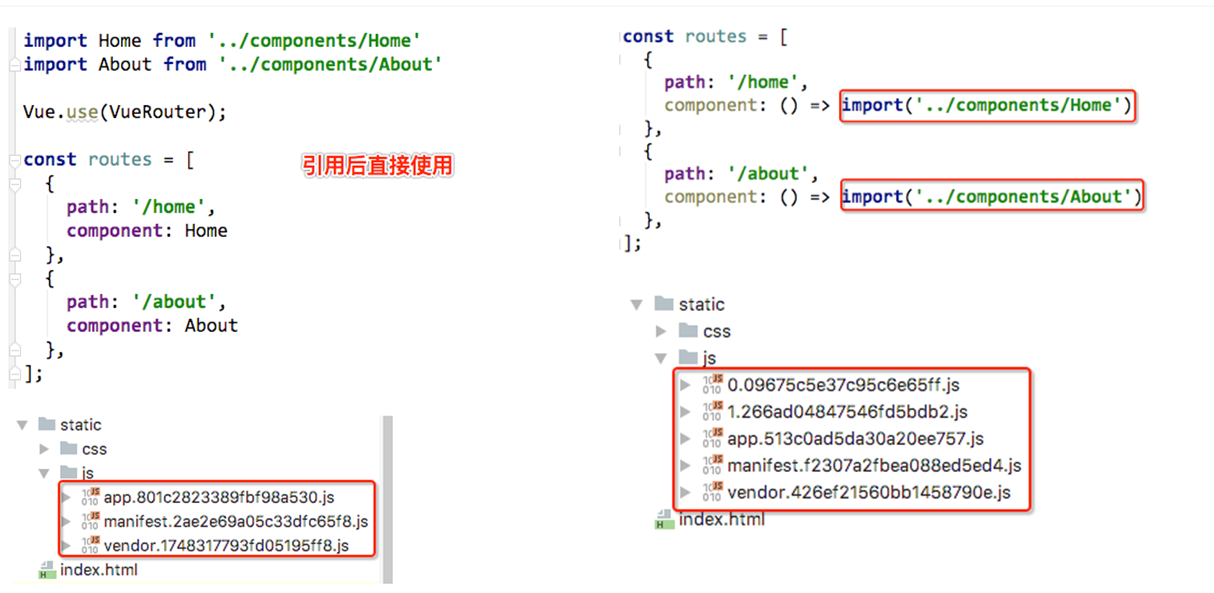 import Home from '../components/Home'
import About from '../components/About'
Vue.use(VueRouter);
const routes = [
{
path: '/home',
component: Home
},
{
path: '/about',
component: About
},
];
引用后直接使用
static
css
js
app.801c2823389fbf98a530.js
manifest.2ae2e69a05c33dfc65f8.js
vendor.1748317793fd05195ff8.js
index.html
const routes = [
{
path: '/home',
component: () => import('../components/Home')
},
{
path: '/about',
component: () => import('../components/About')
},
];
static
css
js
0.09675c5e37c95c6e65ff.js
1.266ad04847546fd5bdb2.js
app.513c0ad5da30a20ee757.js
manifest.f2307a2fbea088ed5ed4.js
vendor.426ef21560bb1458790e.js
index.html